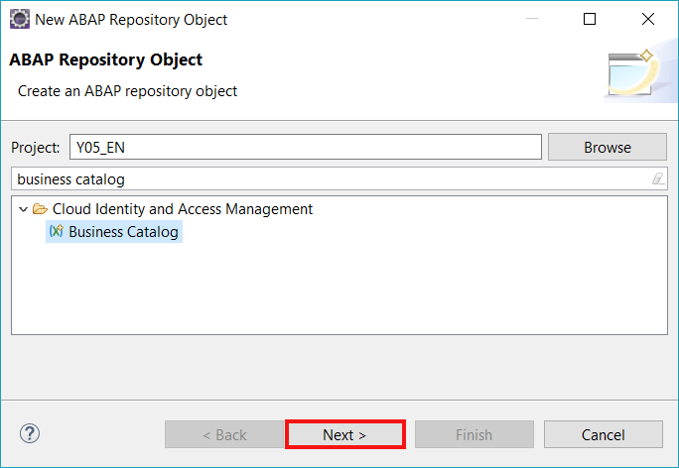 New ABAP Repository Object
ABAP Repository Object
Create an ABAP repository object
Project: Y05_EN Browse
business catalog
Cloud Identity and Access Management
Business Catalog
? < Back Next > Finish Cancel